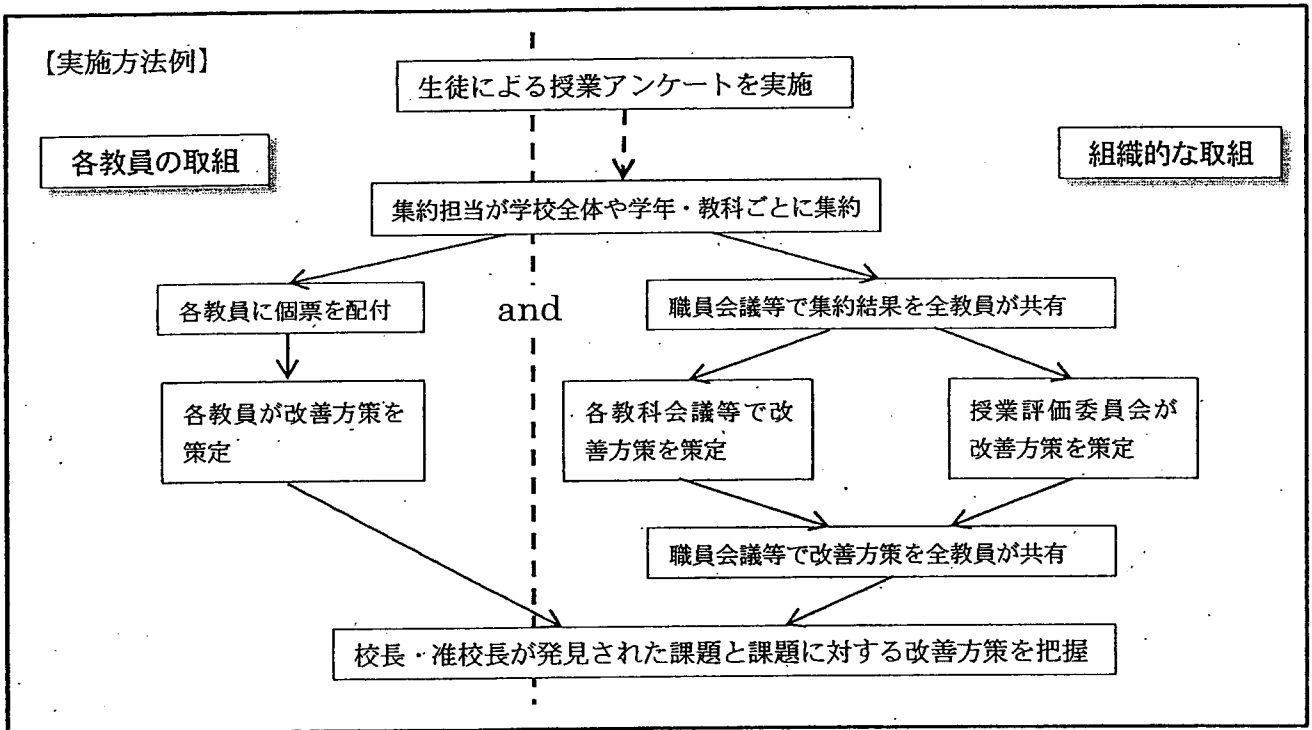 【実施方法例】
生徒による授業アンケートを実施
各教員の取組
組織的な取組
集約担当が学校全体や学年・教科ごとに集約
各教員に個票を配付
and
職員会議等で集約結果を全教員が共有
各教員が改善方策を
策定
各教科会議等で改
善方策を策定
授業評価委員会が
改善方策を策定
職員会議等で改善方策を全教員が共有
校長・准校長が発見された課題と課題に対する改善方策を把握